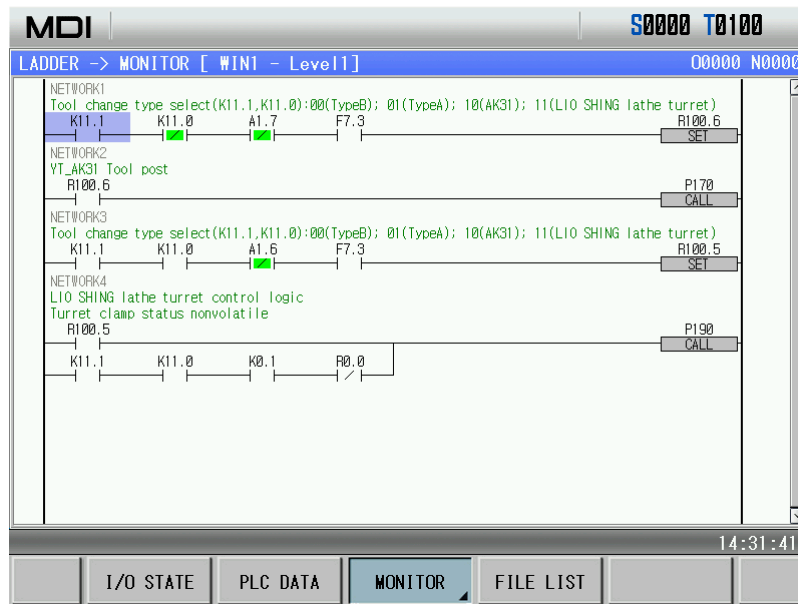 MDI S0000 T0100
LADDER -> MONITOR [ WIN1 - Level1] O0000 N0000
NETWORK1
Tool change type select(K11.1,K11.0):00(TypeB); 01(TypeA); 10(AK31); 11(LIO SHING lathe turret)
K11.1 K11.0 A1.7 F7.3 R100.6
SET
NETWORK2
YT_AK31 Tool post
R100.6 P170
CALL
NETWORK3
Tool change type select(K11.1,K11.0):00(TypeB); 01(TypeA); 10(AK31); 11(LIO SHING lathe turret)
K11.1 K11.0 A1.6 F7.3 R100.5
SET
NETWORK4
LIO SHING lathe turret control logic
Turret clamp status nonvolatile
R100.5 P190
CALL
K11.1 K11.0 K0.1 R0.0
14:31:41
I/O STATE PLC DATA MONITOR FILE LIST